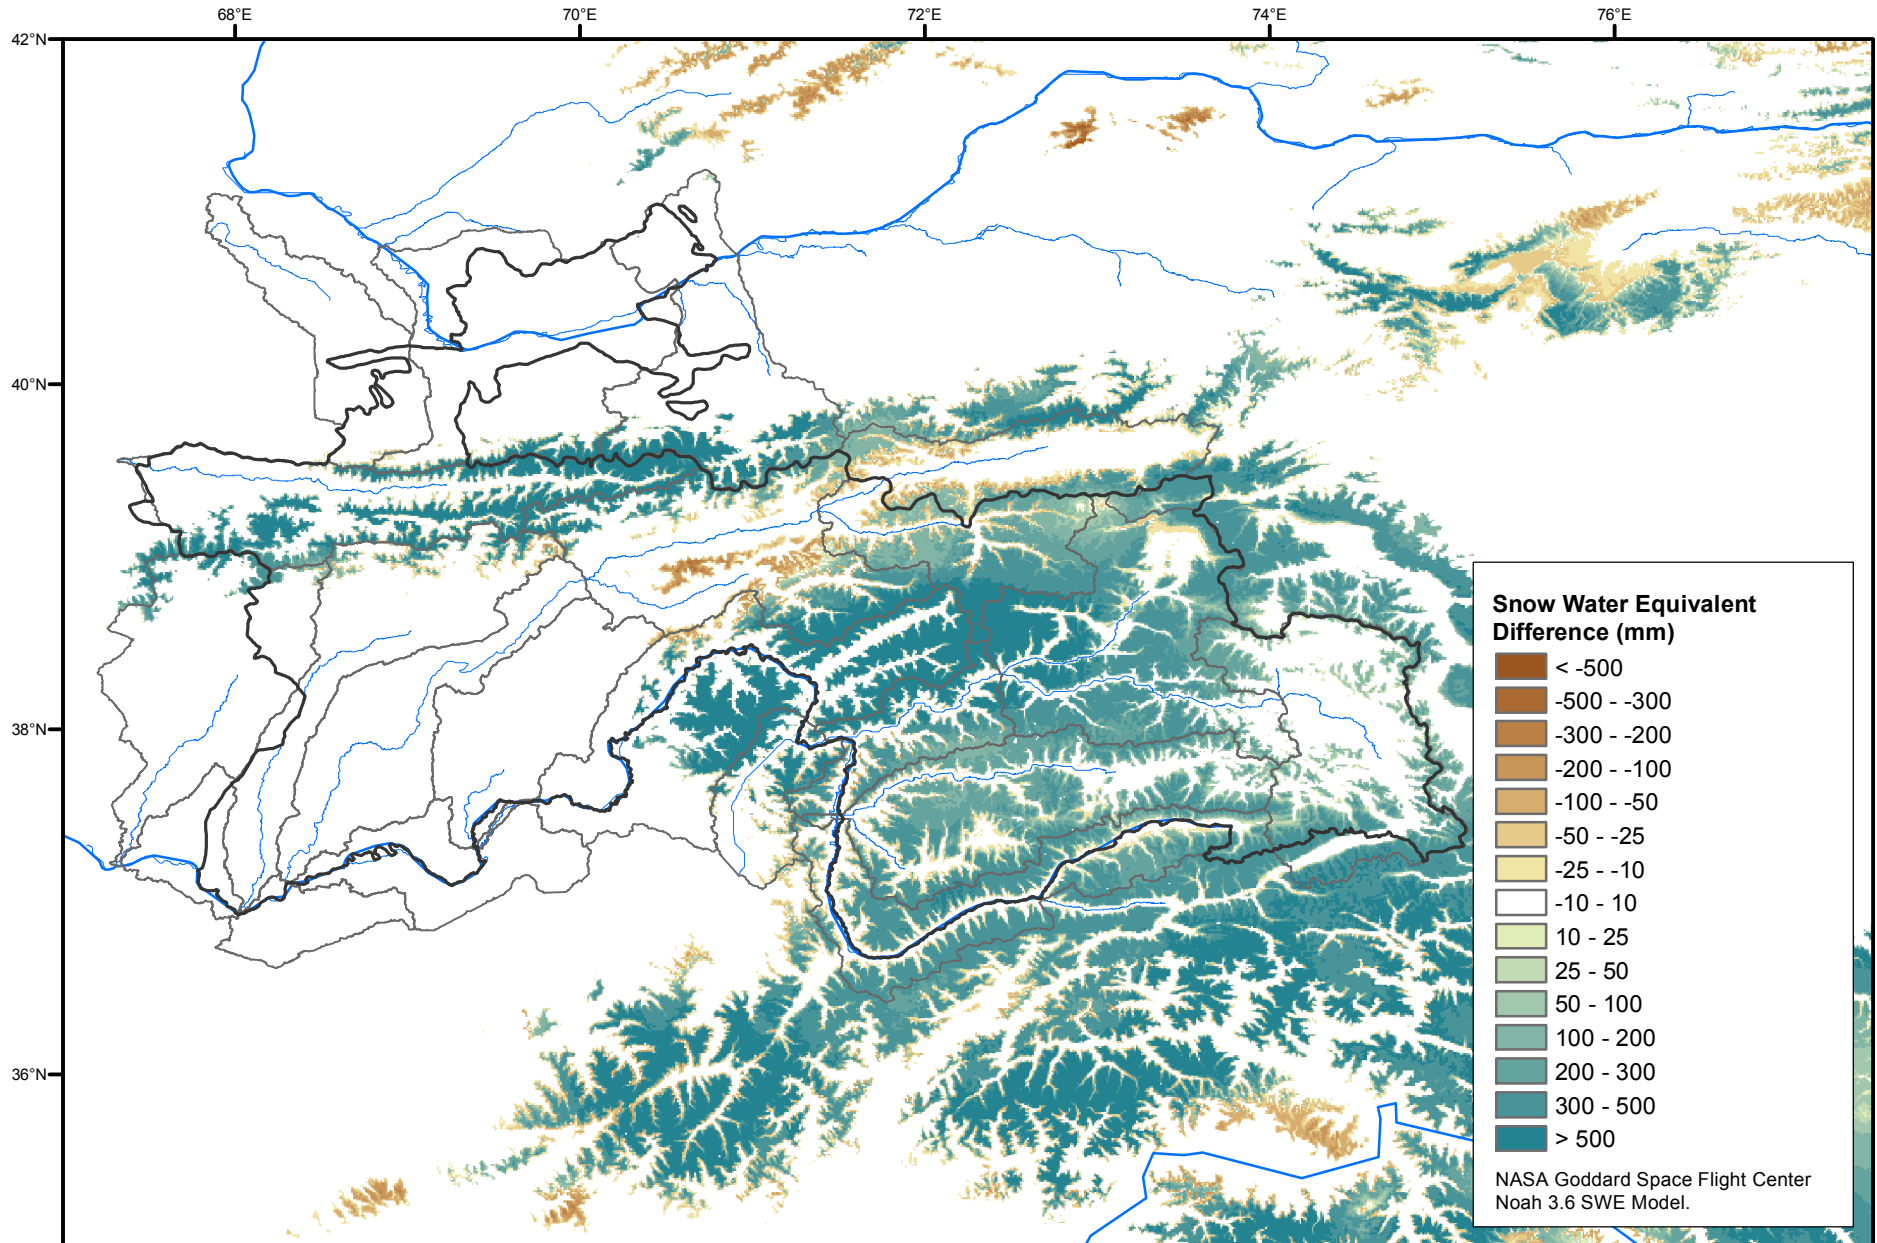 68°E
70°E
72°E
74°E
76°E
42°N
40°N
38°N
36°N
Snow Water Equivalent
Difference (mm)
< -500
-500 - -300
-300 - -200
-200 - -100
-100 - -50
-50 - -25
-25 - -10
-10 - 10
10 - 25
25 - 50
50 - 100
100 - 200
200 - 300
300 - 500
> 500
NASA Goddard Space Flight Center
Noah 3.6 SWE Model.